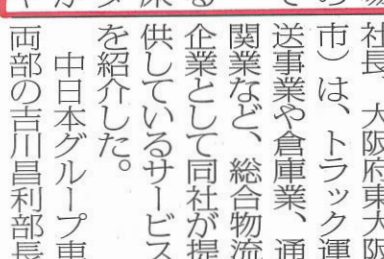 社長 大阪府東大阪
市）は、トラック運
送事業や倉庫業、通
関業など、総合物流
企業として同社が提
供しているサービス
を紹介した。
中日本グループ車
両部の吉川昌利部長